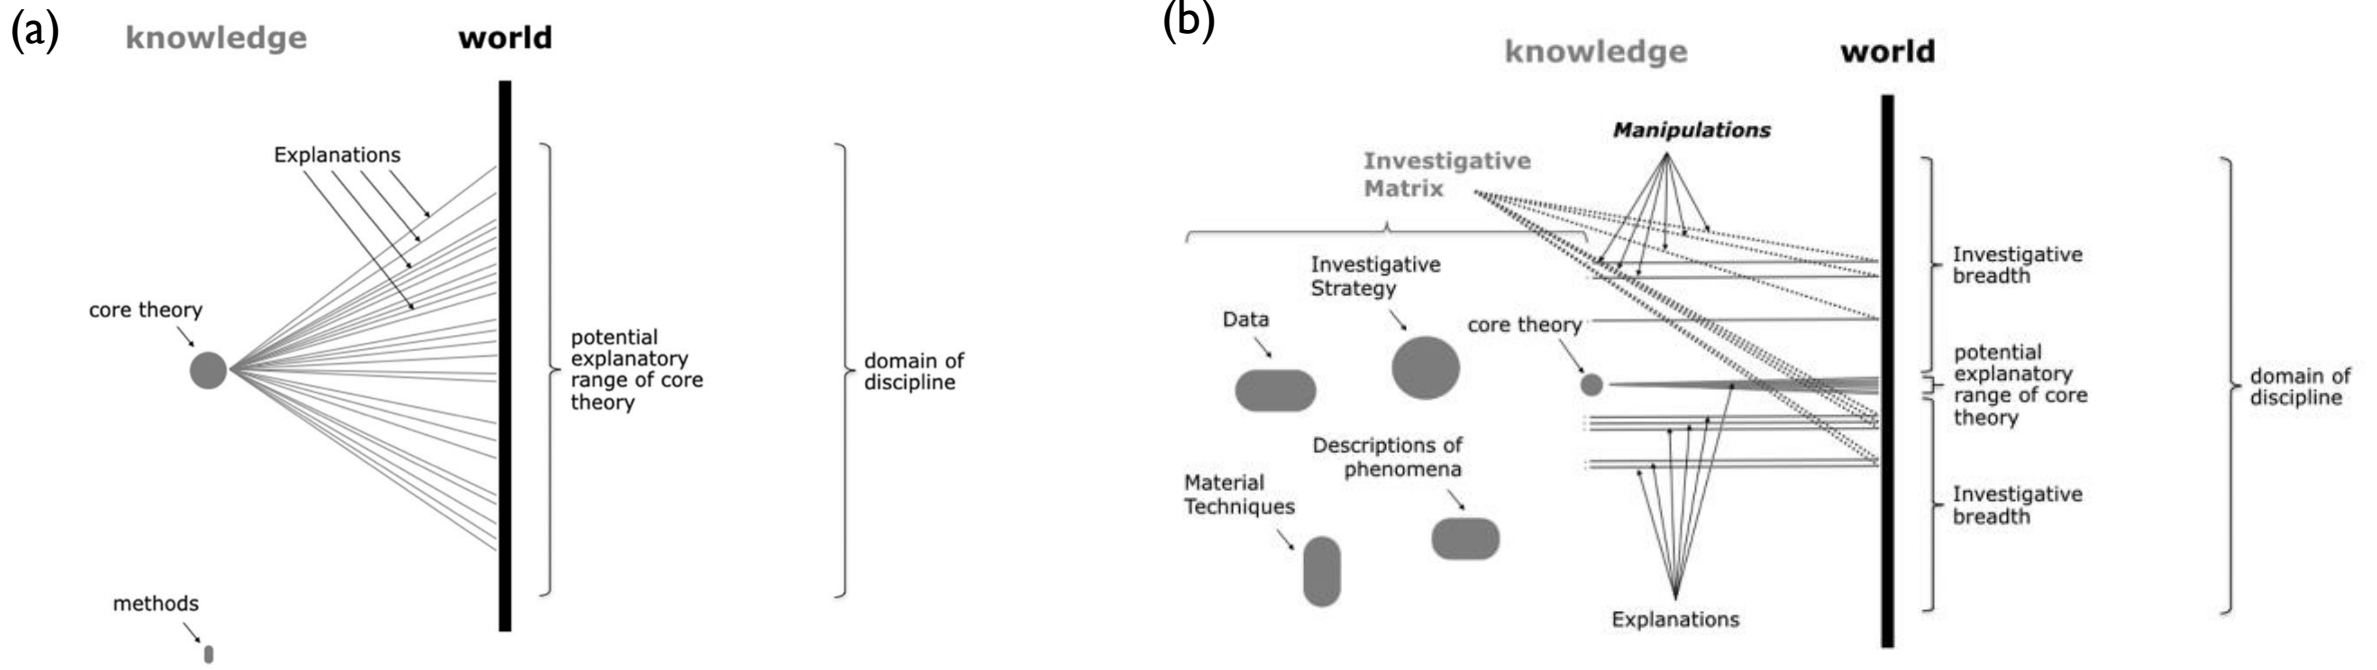 (a)
knowledge
world
Explanations
core theory
potential
explanatory
range of core
theory
domain of
discipline
methods
(b)
knowledge
world
Manipulations
Investigative
Matrix
Investigative
Strategy
Data
core theory
Descriptions of
phenomena
Material
Techniques
Explanations
Investigative
breadth
potential
explanatory
range of core
theory
Investigative
breadth
domain of
discipline